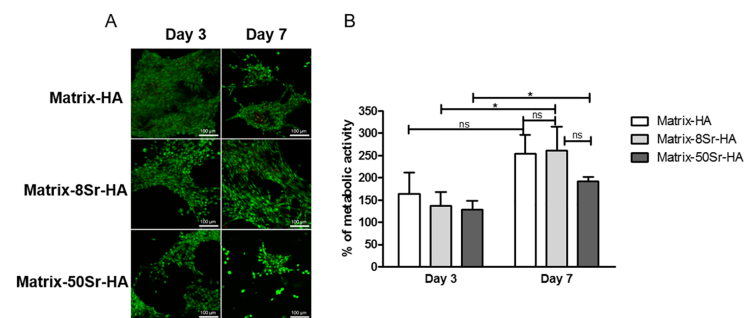 A
Day 3 Day 7
Matrix-HA
Matrix-8Sr-HA
Matrix-50Sr-HA
100 µm 100 µm
100 µm 100 µm
100 µm 100 µm
B
*
*
ns
ns
ns
% of metabolic activity
350
300
250
200
150
100
50
0
Day 3 Day 7
Matrix-HA
Matrix-8Sr-HA
Matrix-50Sr-HA